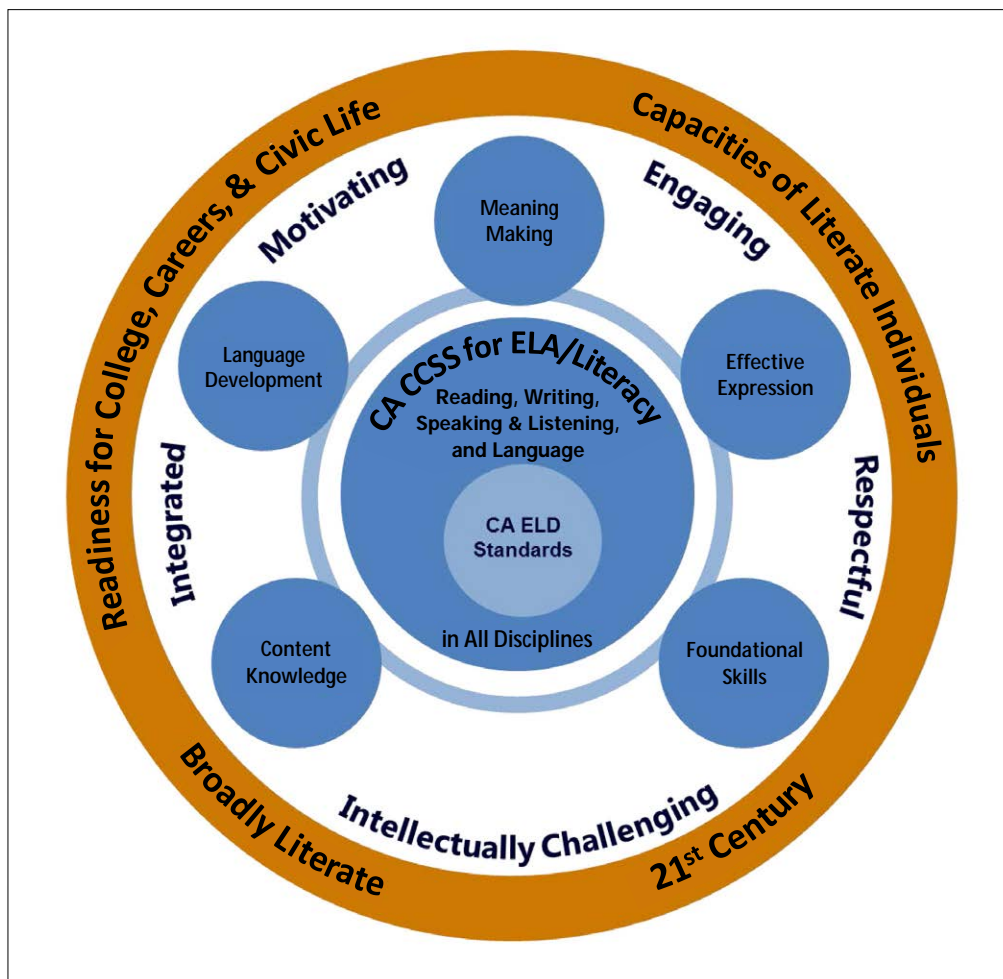 Readiness for College, Careers, & Civic Life
Capacities of Literate Individuals
Motivating
Engaging
Meaning
Making
Language
Development
Effective
Expression
CA CCSS for ELA/Literacy
Reading, Writing,
Speaking & Listening,
and Language
CA ELD
Standards
in All Disciplines
Integrated
Respectful
Content
Knowledge
Foundational
Skills
Intellectually Challenging
Broadly Literate
21st Century